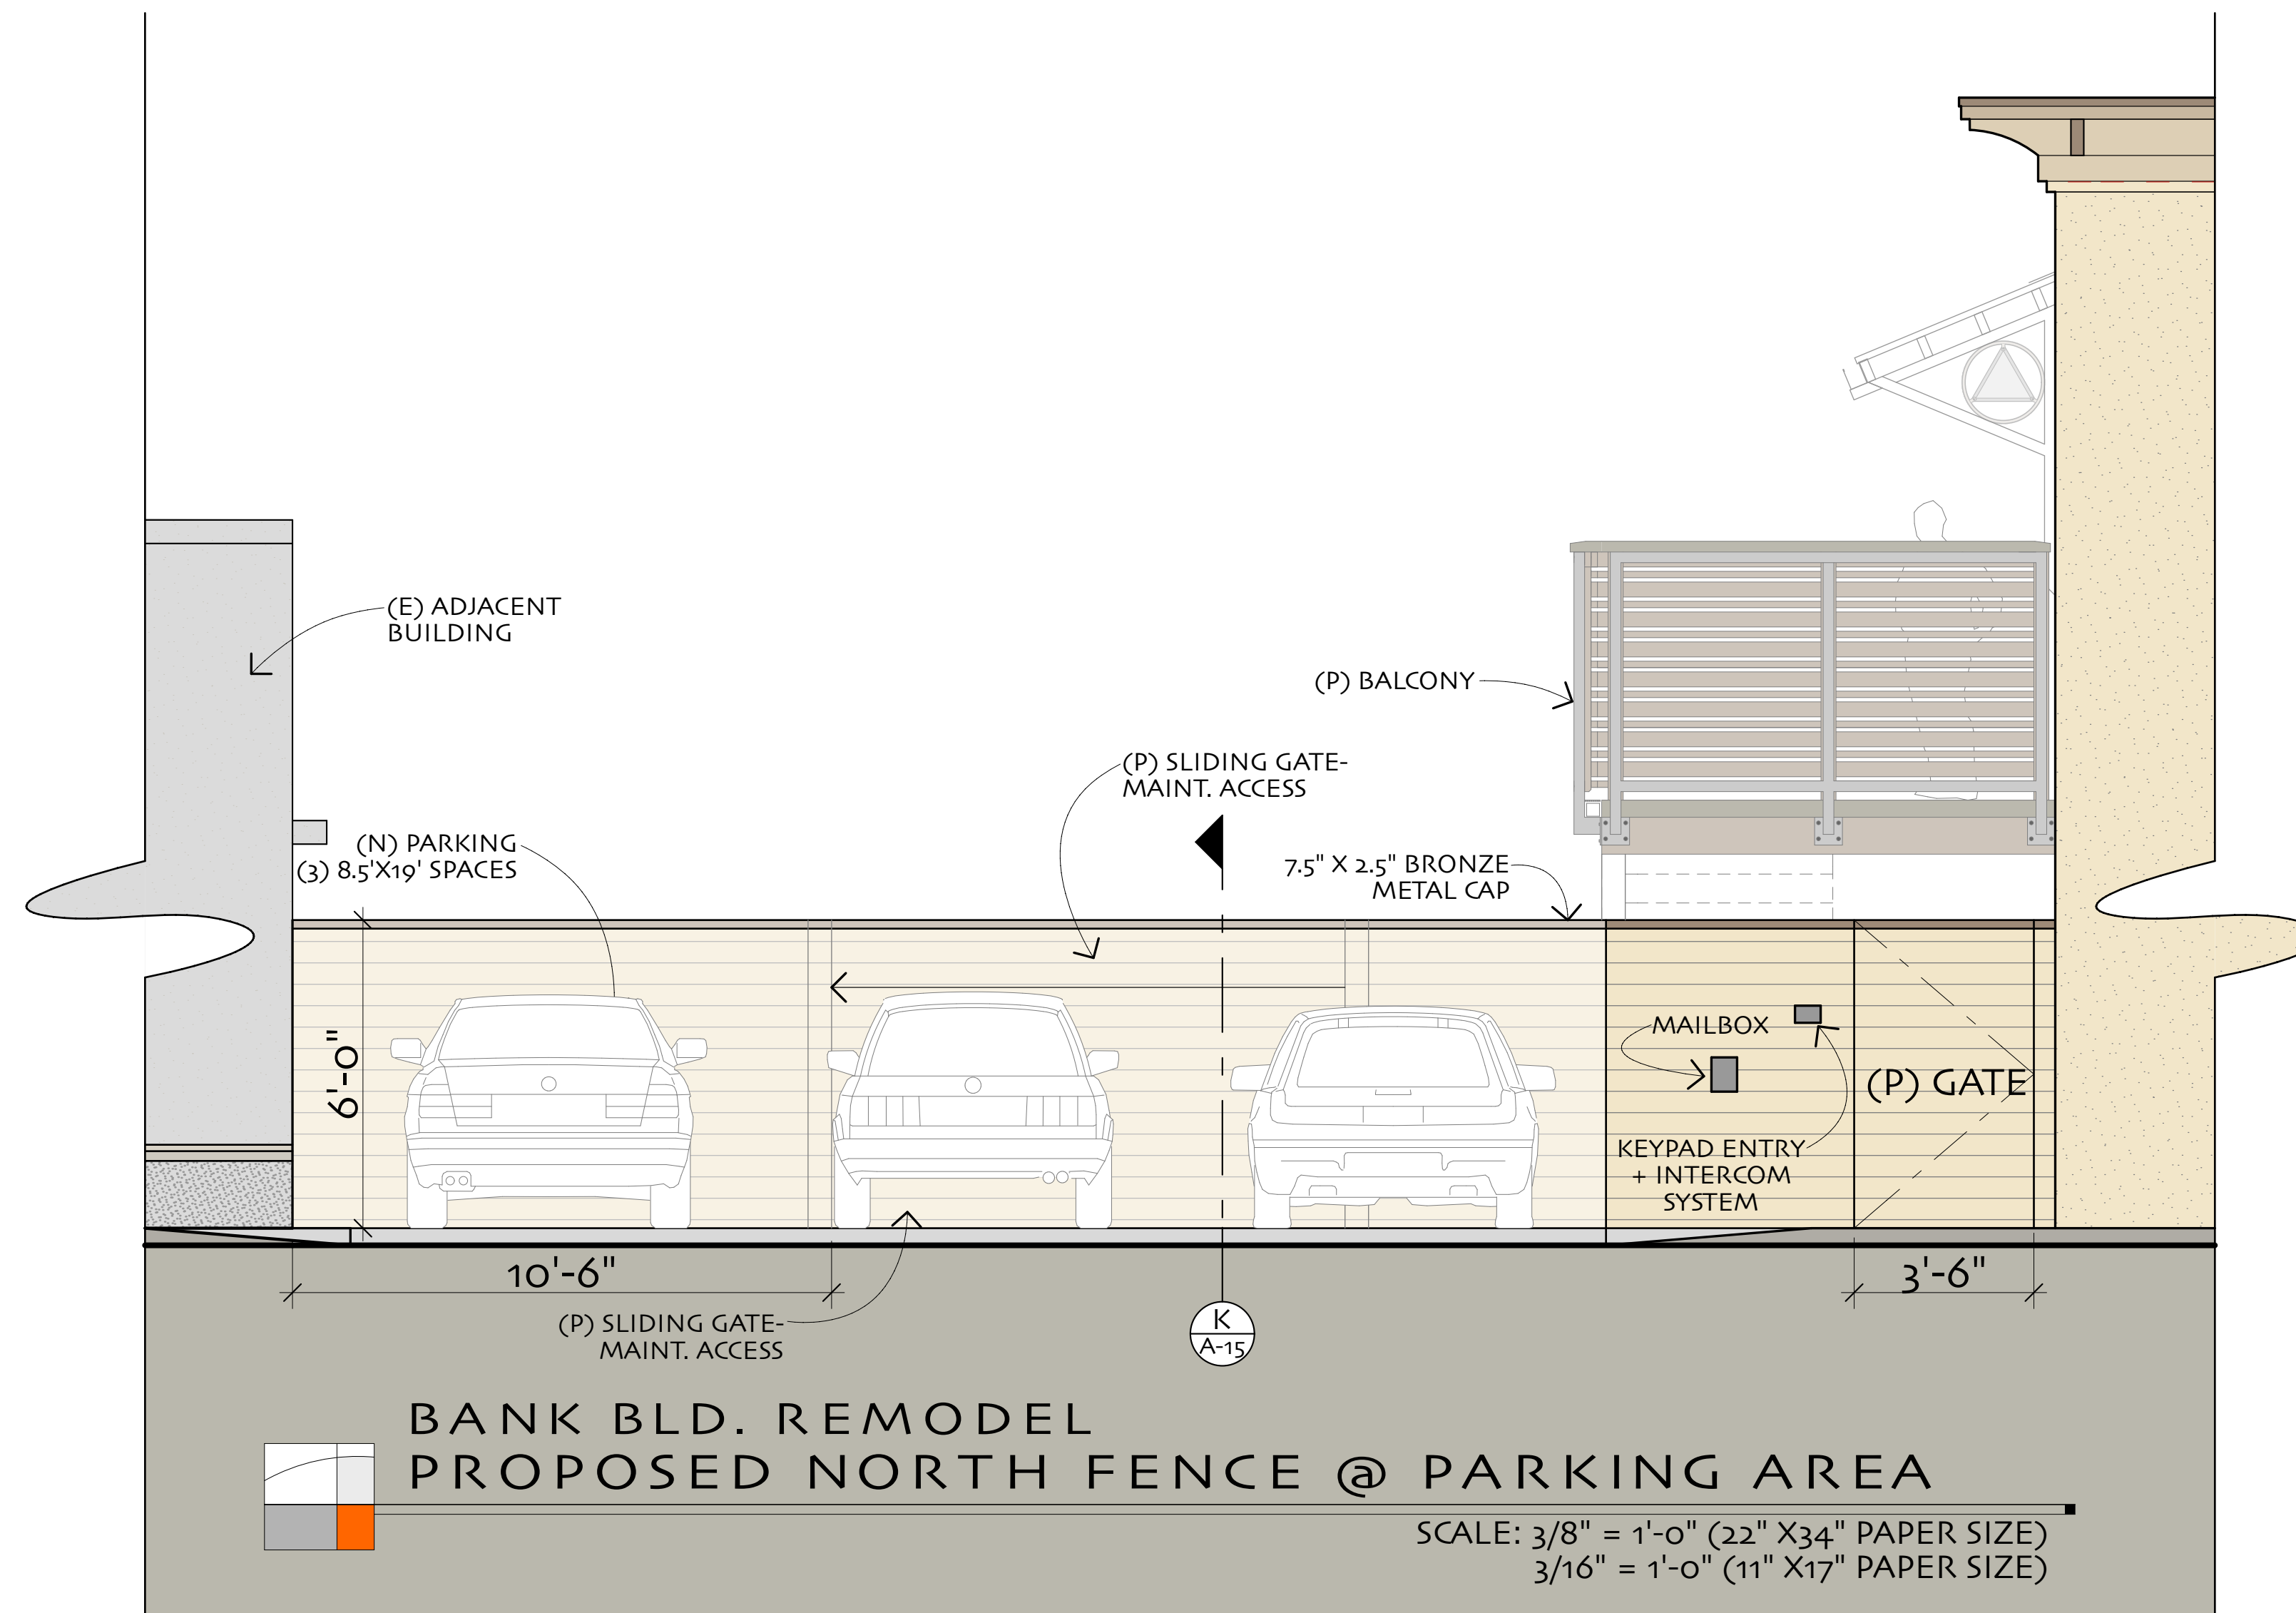 (E) ADJACENT
BUILDING
(P) BALCONY
(P) SLIDING GATE-
MAINT. ACCESS
(N) PARKING
(3) 8.5'X19' SPACES
7.5" X 2.5" BRONZE
METAL CAP
6'-0"
MAILBOX
(P) GATE
KEYPAD ENTRY
+ INTERCOM
SYSTEM
10'-6"
3'-6"
(P) SLIDING GATE-
MAINT. ACCESS
K
A-15
BANK BLD. REMODEL
PROPOSED NORTH FENCE @ PARKING AREA
SCALE: 3/8" = 1'-0" (22" X34" PAPER SIZE)
3/16" = 1'-0" (11" X17" PAPER SIZE)